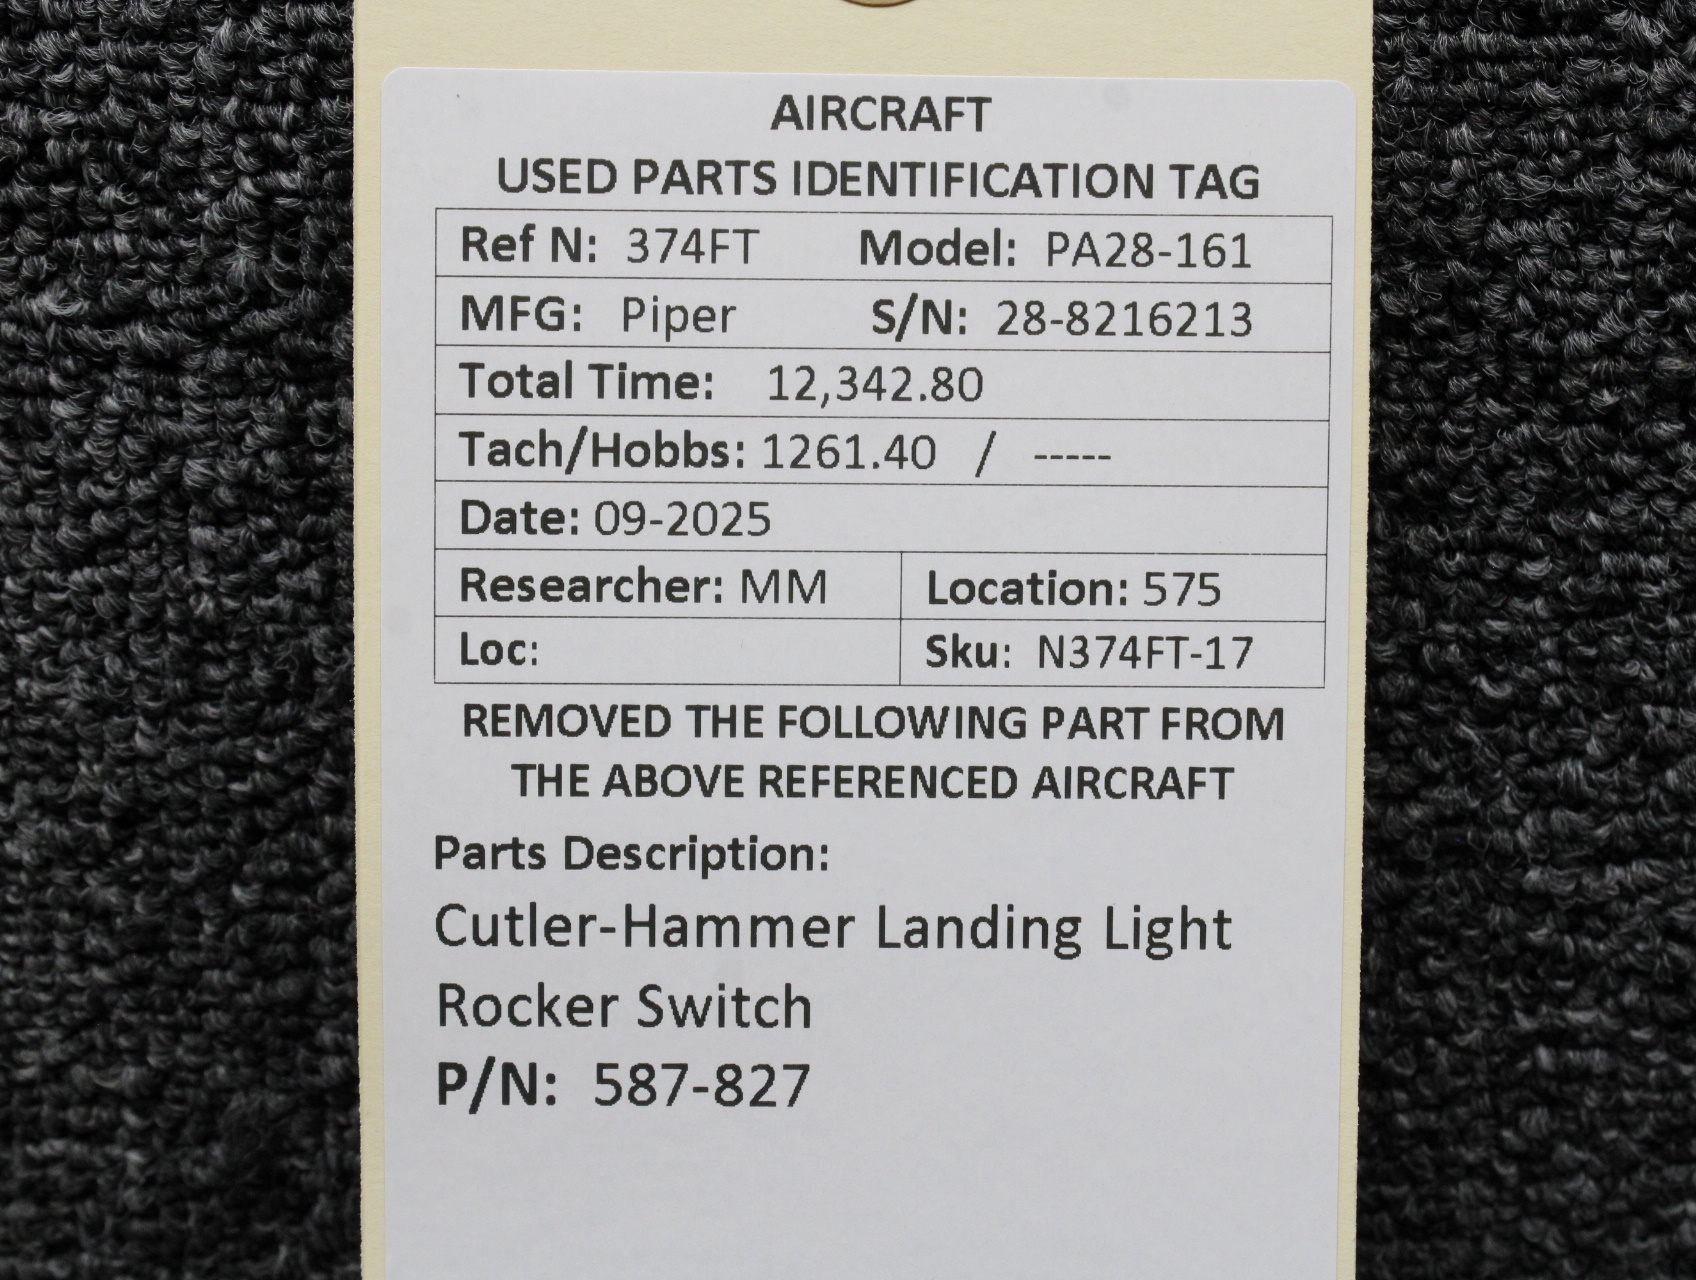 AIRCRAFT
USED PARTS IDENTIFICATION TAG
Ref N: 374FT Model: PA28-161
MFG: Piper S/N: 28-8216213
Total Time: 12,342.80
Tach/Hobbs: 1261.40 / -----
Date: 09-2025
Researcher: MM Location: 575
Loc: Sku: N374FT-17
REMOVED THE FOLLOWING PART FROM
THE ABOVE REFERENCED AIRCRAFT
Parts Description:
Cutler-Hammer Landing Light
Rocker Switch
P/N: 587-827